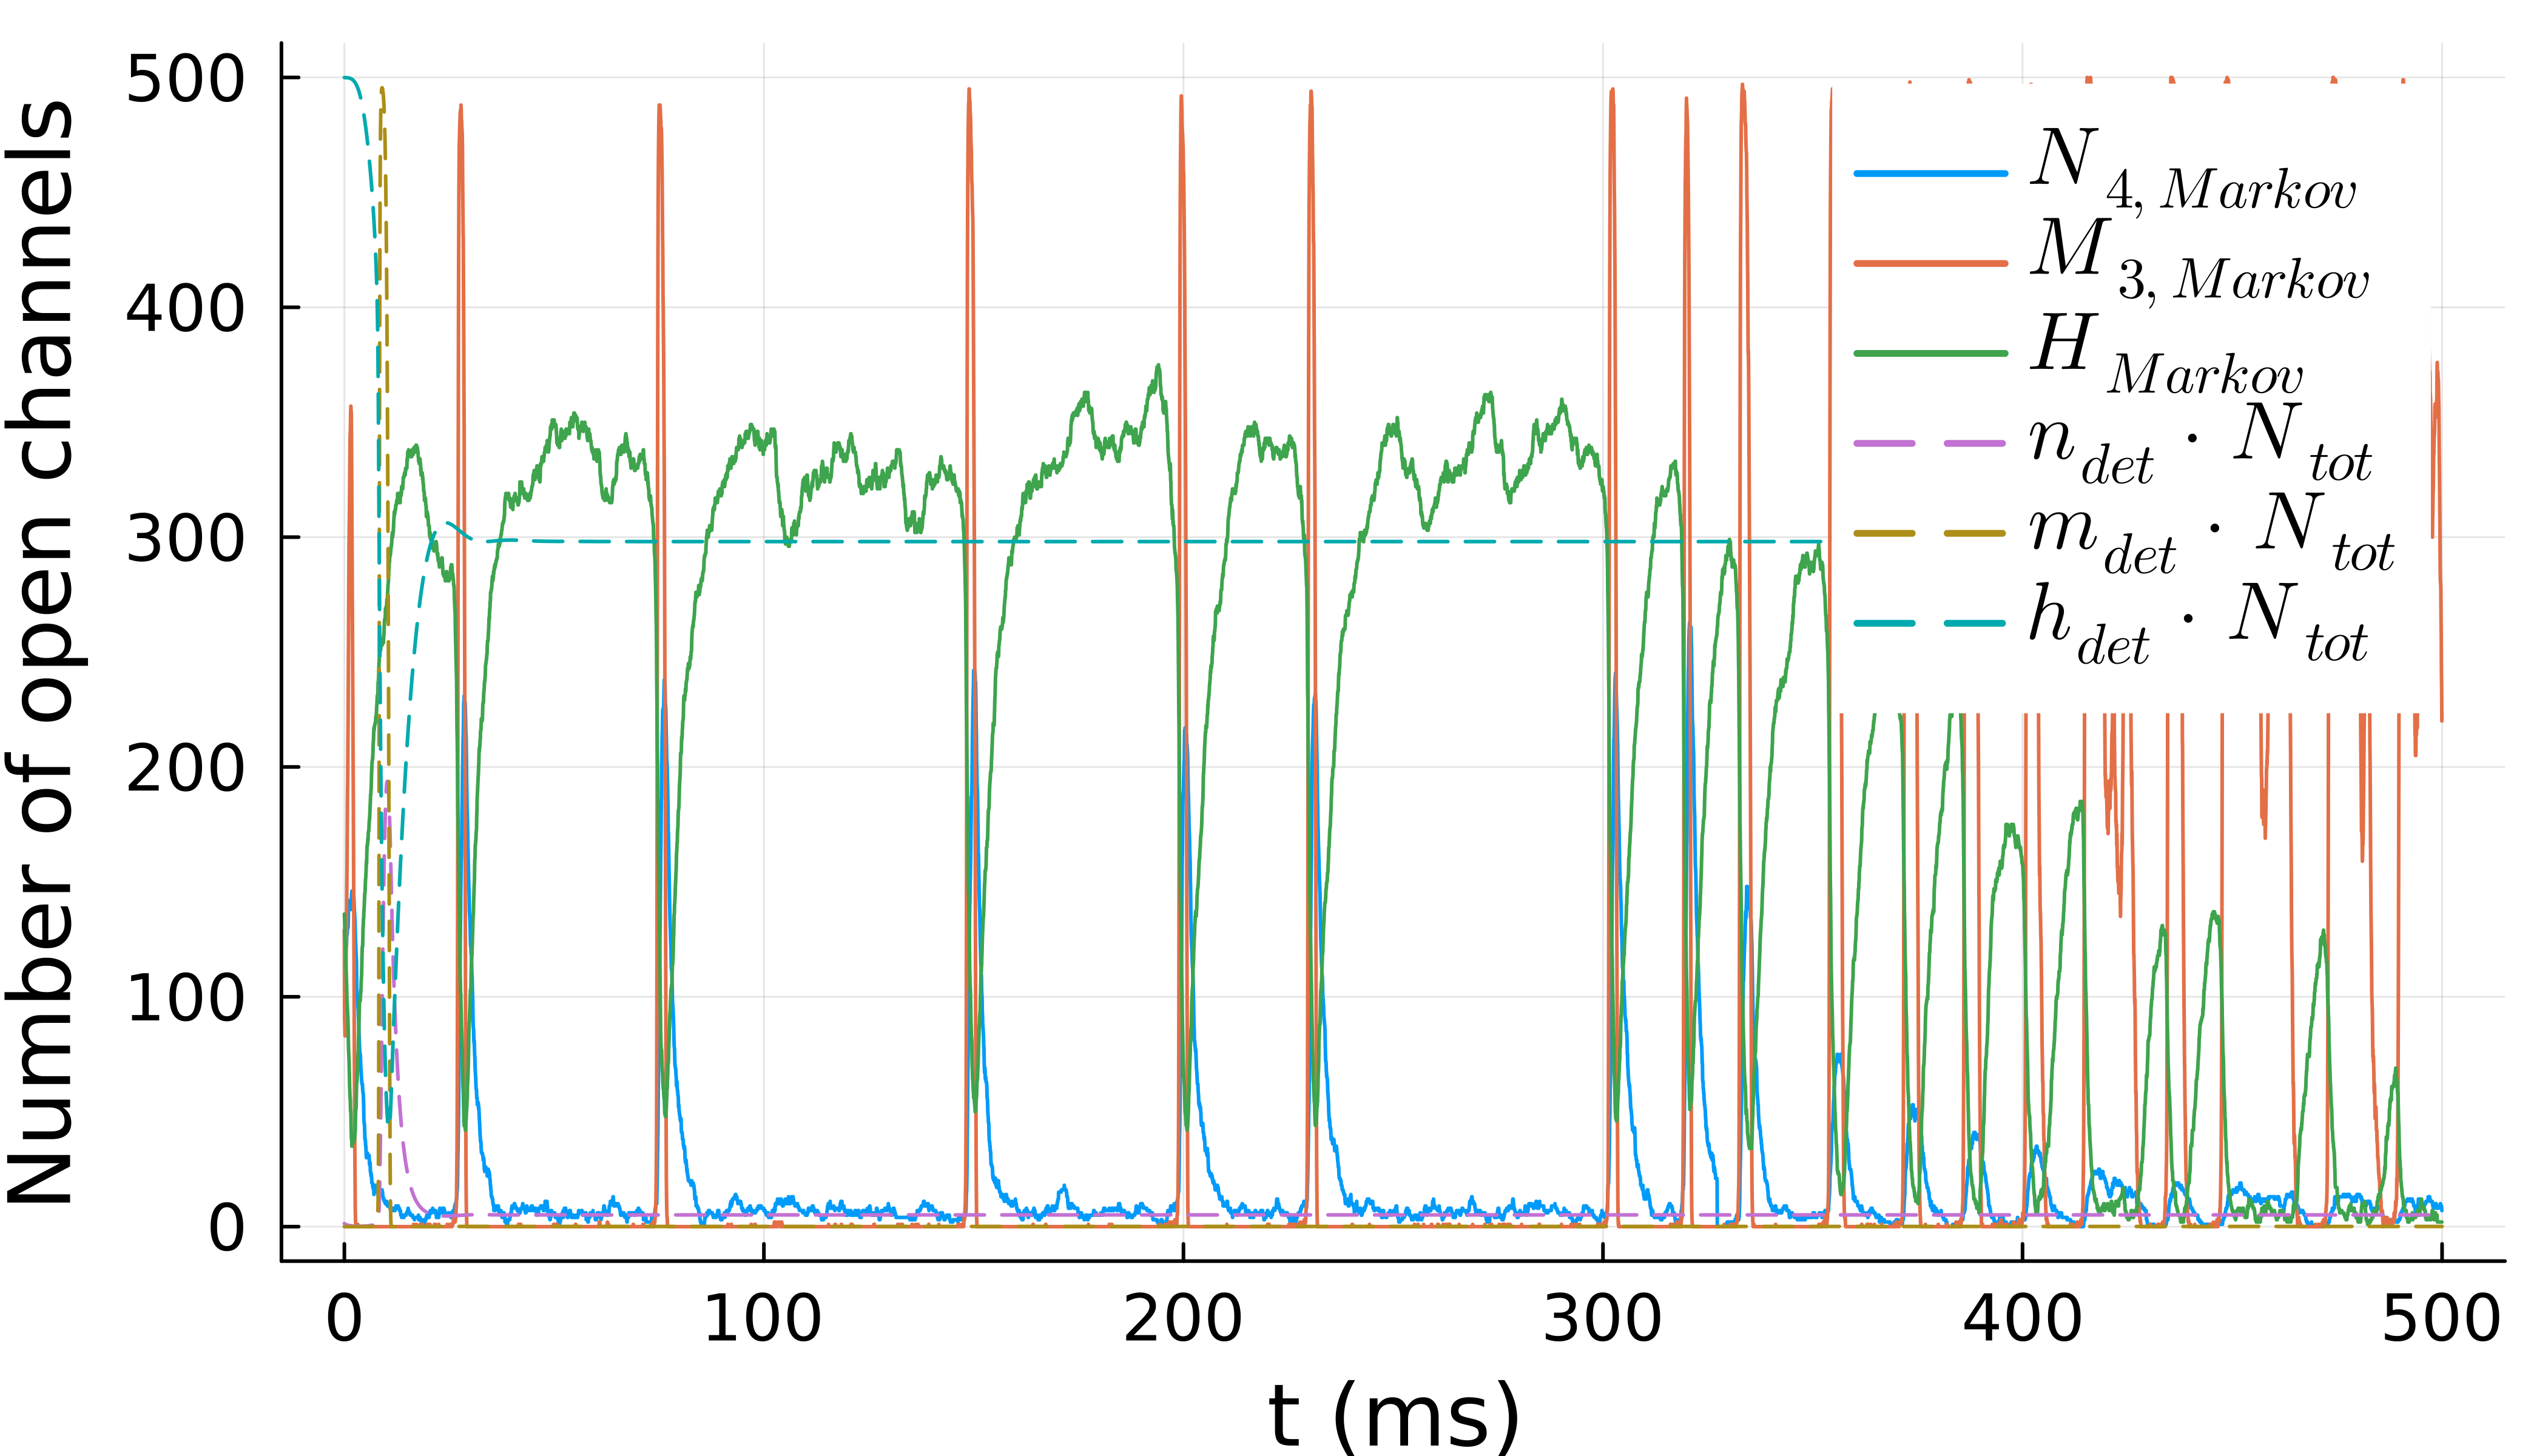 Number of open channels
500
400
300
200
100
0
N4, Markov
M3, Markov
HMarkov
ndet · Ntot
mdet · Ntot
hdet · Ntot
0 100 200 300 400 500
t (ms)